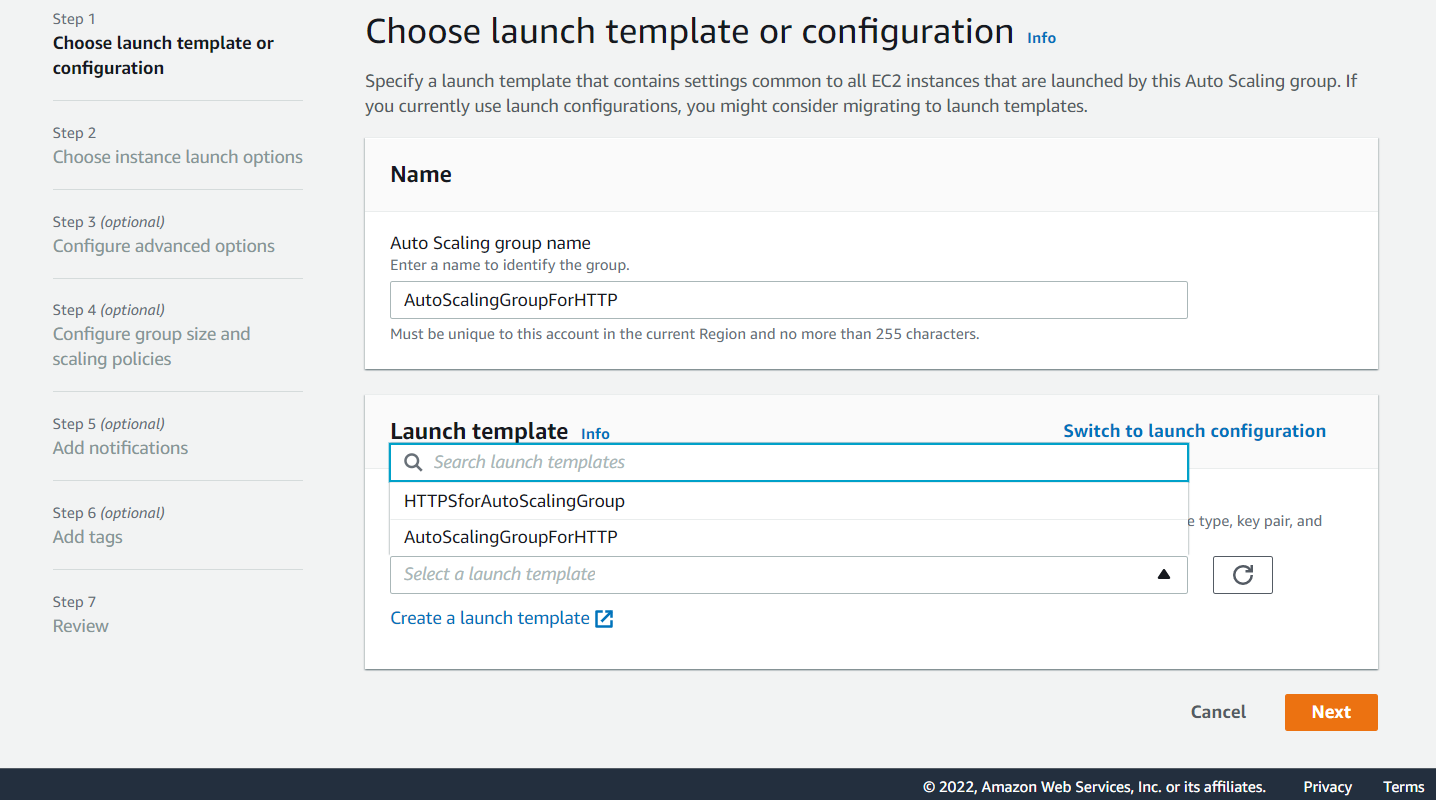 Step 1
Choose launch template or
configuration
Step 2
Choose instance launch options
Step 3 (optional)
Configure advanced options
Step 4 (optional)
Configure group size and
scaling policies
Step 5 (optional)
Add notifications
Step 6 (optional)
Add tags
Step 7
Review
Choose launch template or configuration Info
Specify a launch template that contains settings common to all EC2 instances that are launched by this Auto Scaling group. If
you currently use launch configurations, you might consider migrating to launch templates.
Name
Auto Scaling group name
Enter a name to identify the group.
AutoScalingGroupForHTTP
Must be unique to this account in the current Region and no more than 255 characters.
Launch template Info Switch to launch configuration
Search launch templates
HTTPSforAutoScalingGroup
e type, key pair, and
AutoScalingGroupForHTTP
Select a launch template
Create a launch template
Cancel Next
© 2022, Amazon Web Services, Inc. or its affiliates. Privacy Terms